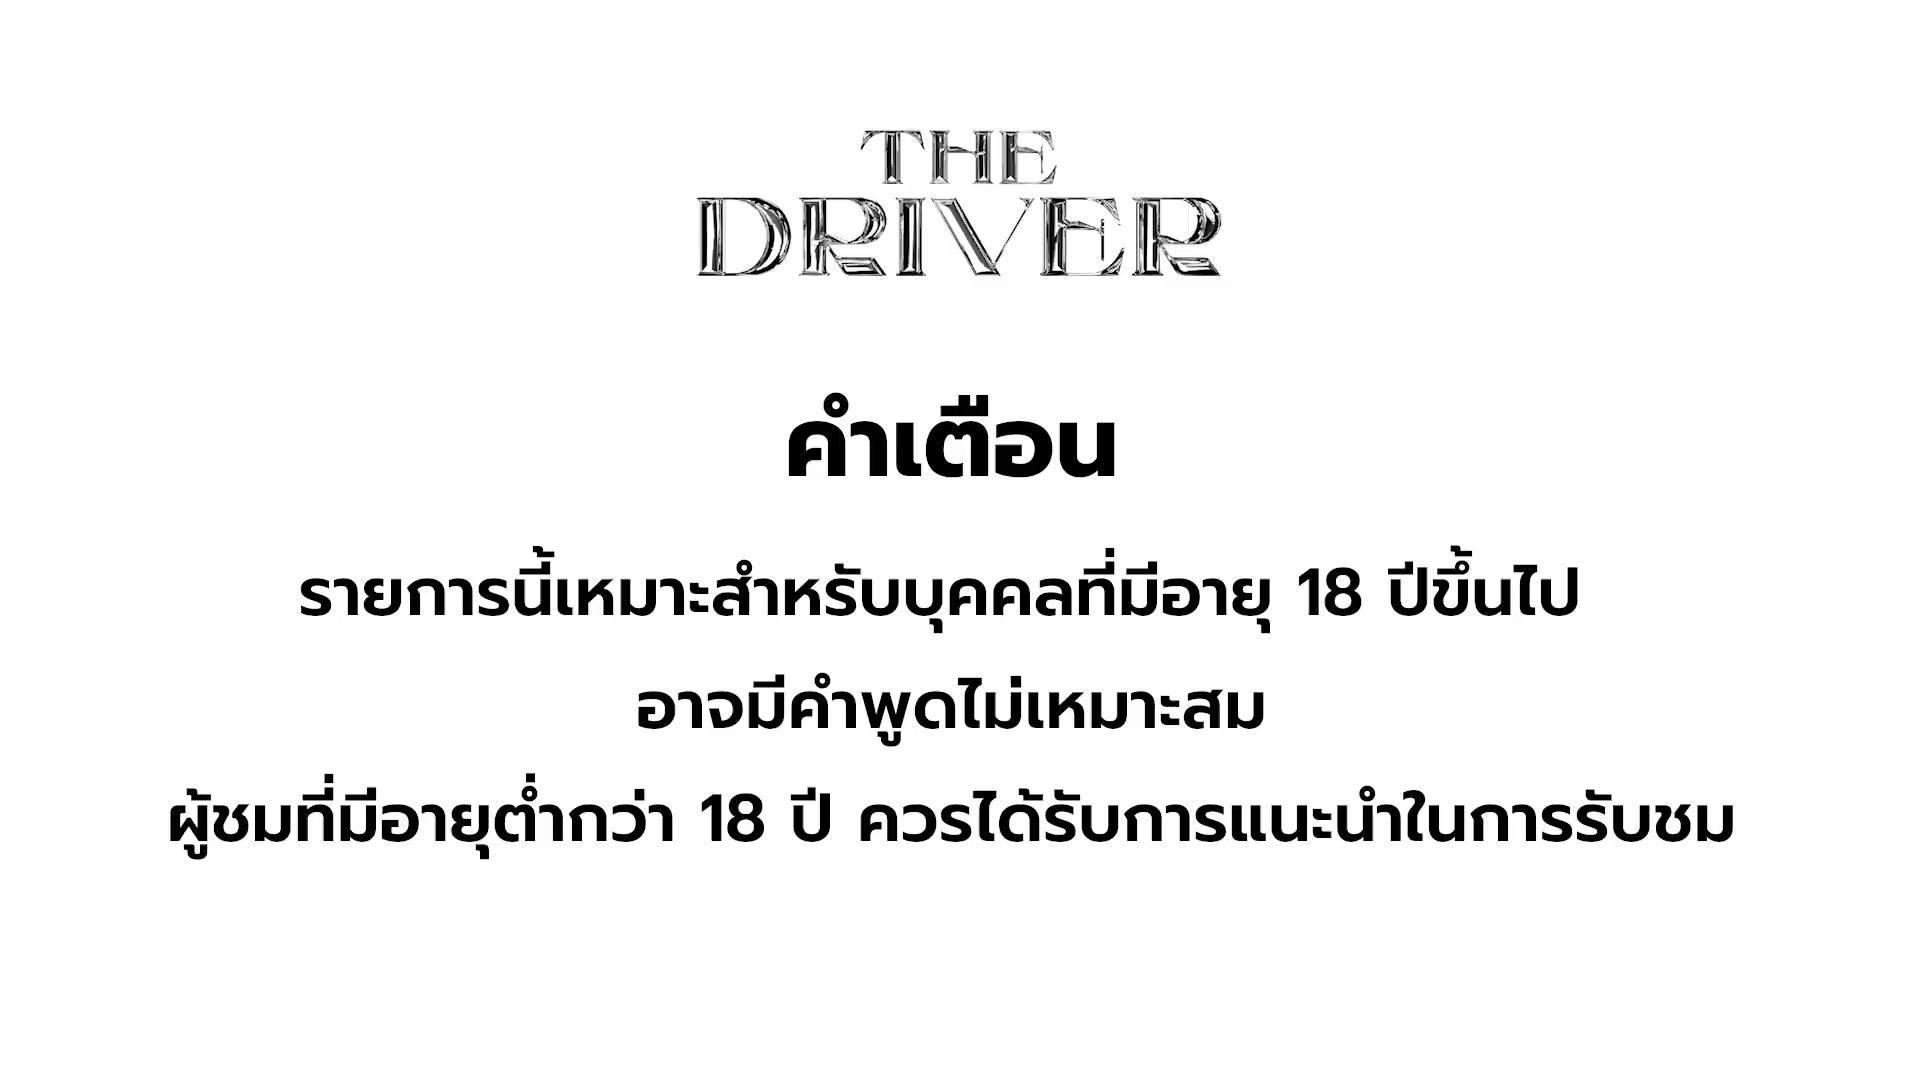 THE
DRIVER
คำเตือน
รายการนี้เหมาะสำหรับบุคคลที่มีอายุ 18 ปีขึ้นไป
อาจมีคำพูดไม่เหมาะสม
ผู้ชมที่มีอายุต่ำกว่า 18 ปี ควรได้รับการแนะนำในการรับชม